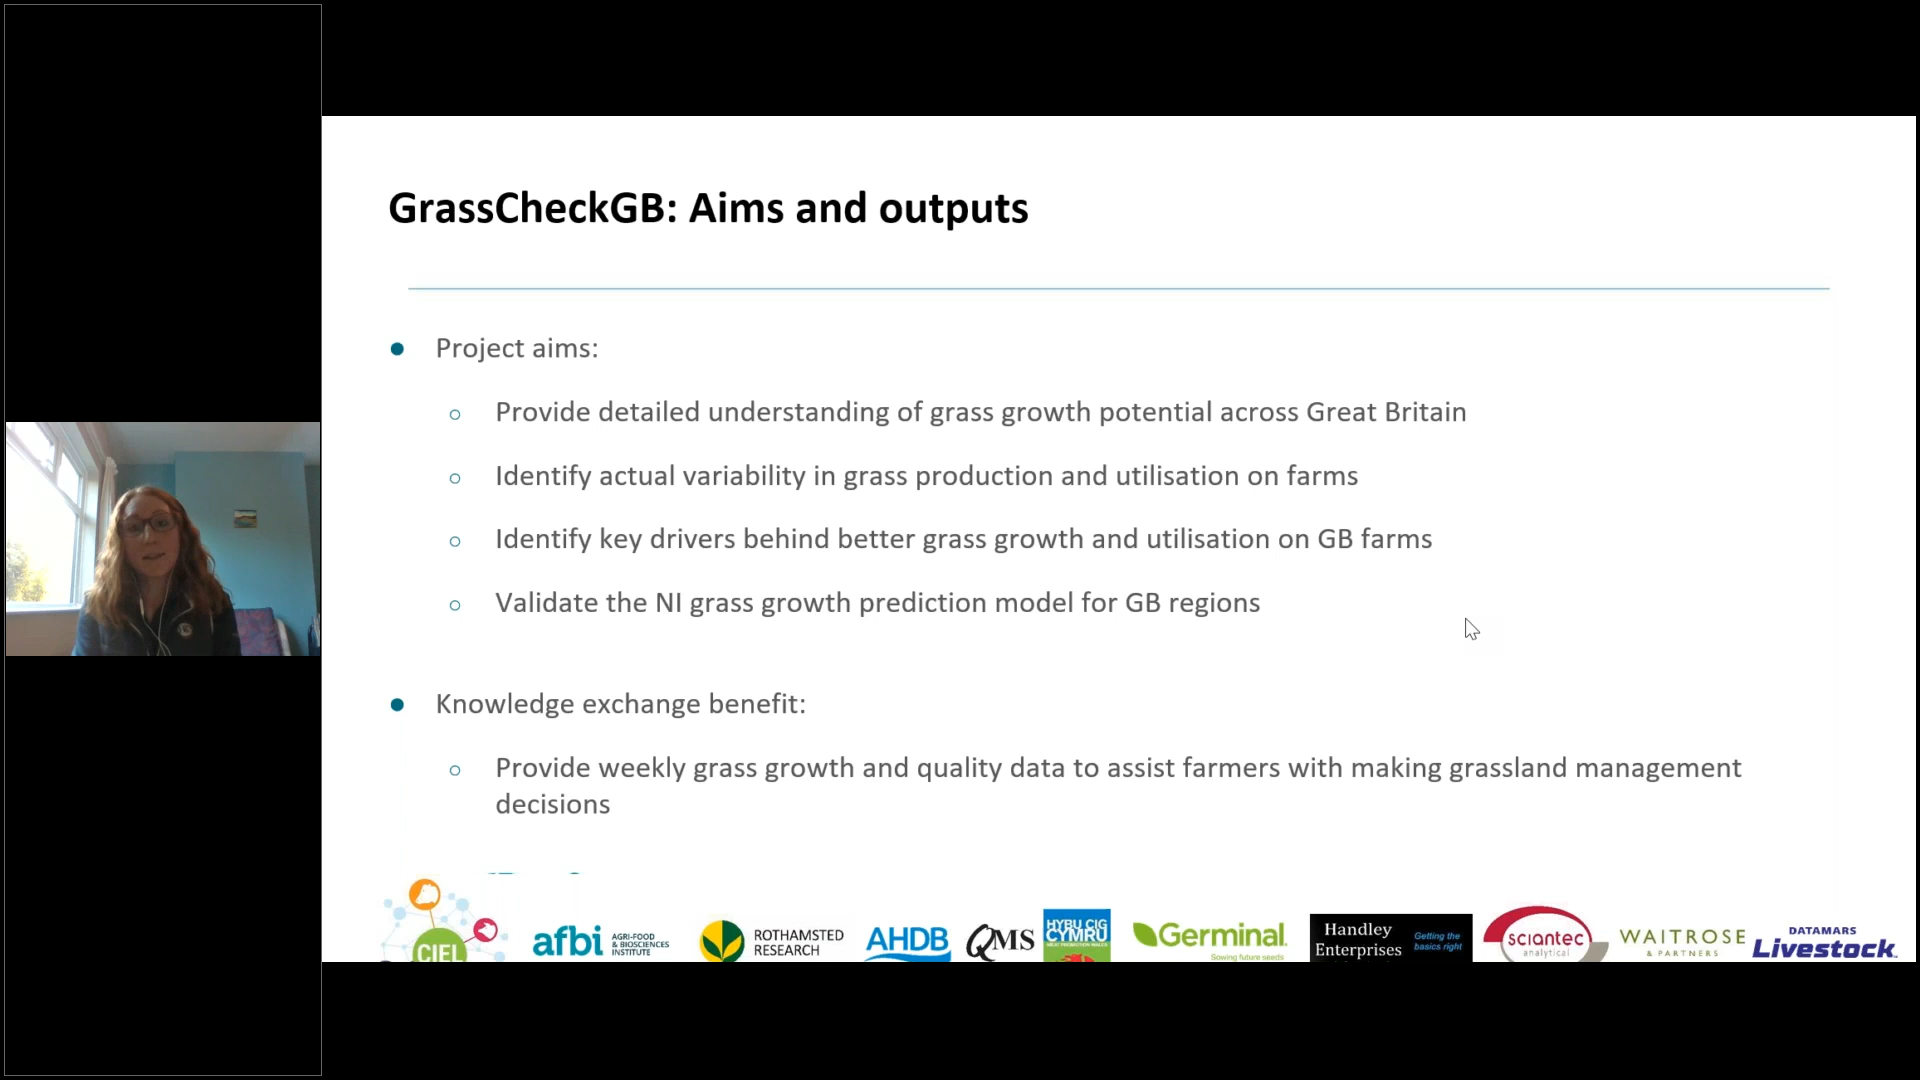 GrassCheckGB: Aims and outputs
Project aims:
Provide detailed understanding of grass growth potential across Great Britain
Identify actual variability in grass production and utilisation on farms
Identify key drivers behind better grass growth and utilisation on GB farms
Validate the NI grass growth prediction model for GB regions
Knowledge exchange benefit:
Provide weekly grass growth and quality data to assist farmers with making grassland management
decisions
CIEL
afbi AGRI-FOOD
& BIOSCIENCES
INSTITUTE
ROTHAMSTED
RESEARCH
AHDB
QMS
HYBU CIG
CYMRU
MEAT PROMOTION WALES
Germinal
Sowing future seeds
Handley
Enterprises
Getting the
basics right
sciantec
analytical
WAITROSE
& PARTNERS
DATAMARS
Livestock